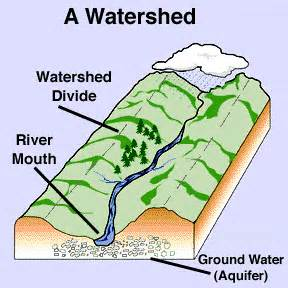 A Watershed
Watershed
Divide
River
Mouth
Ground Water
(Aquifer)